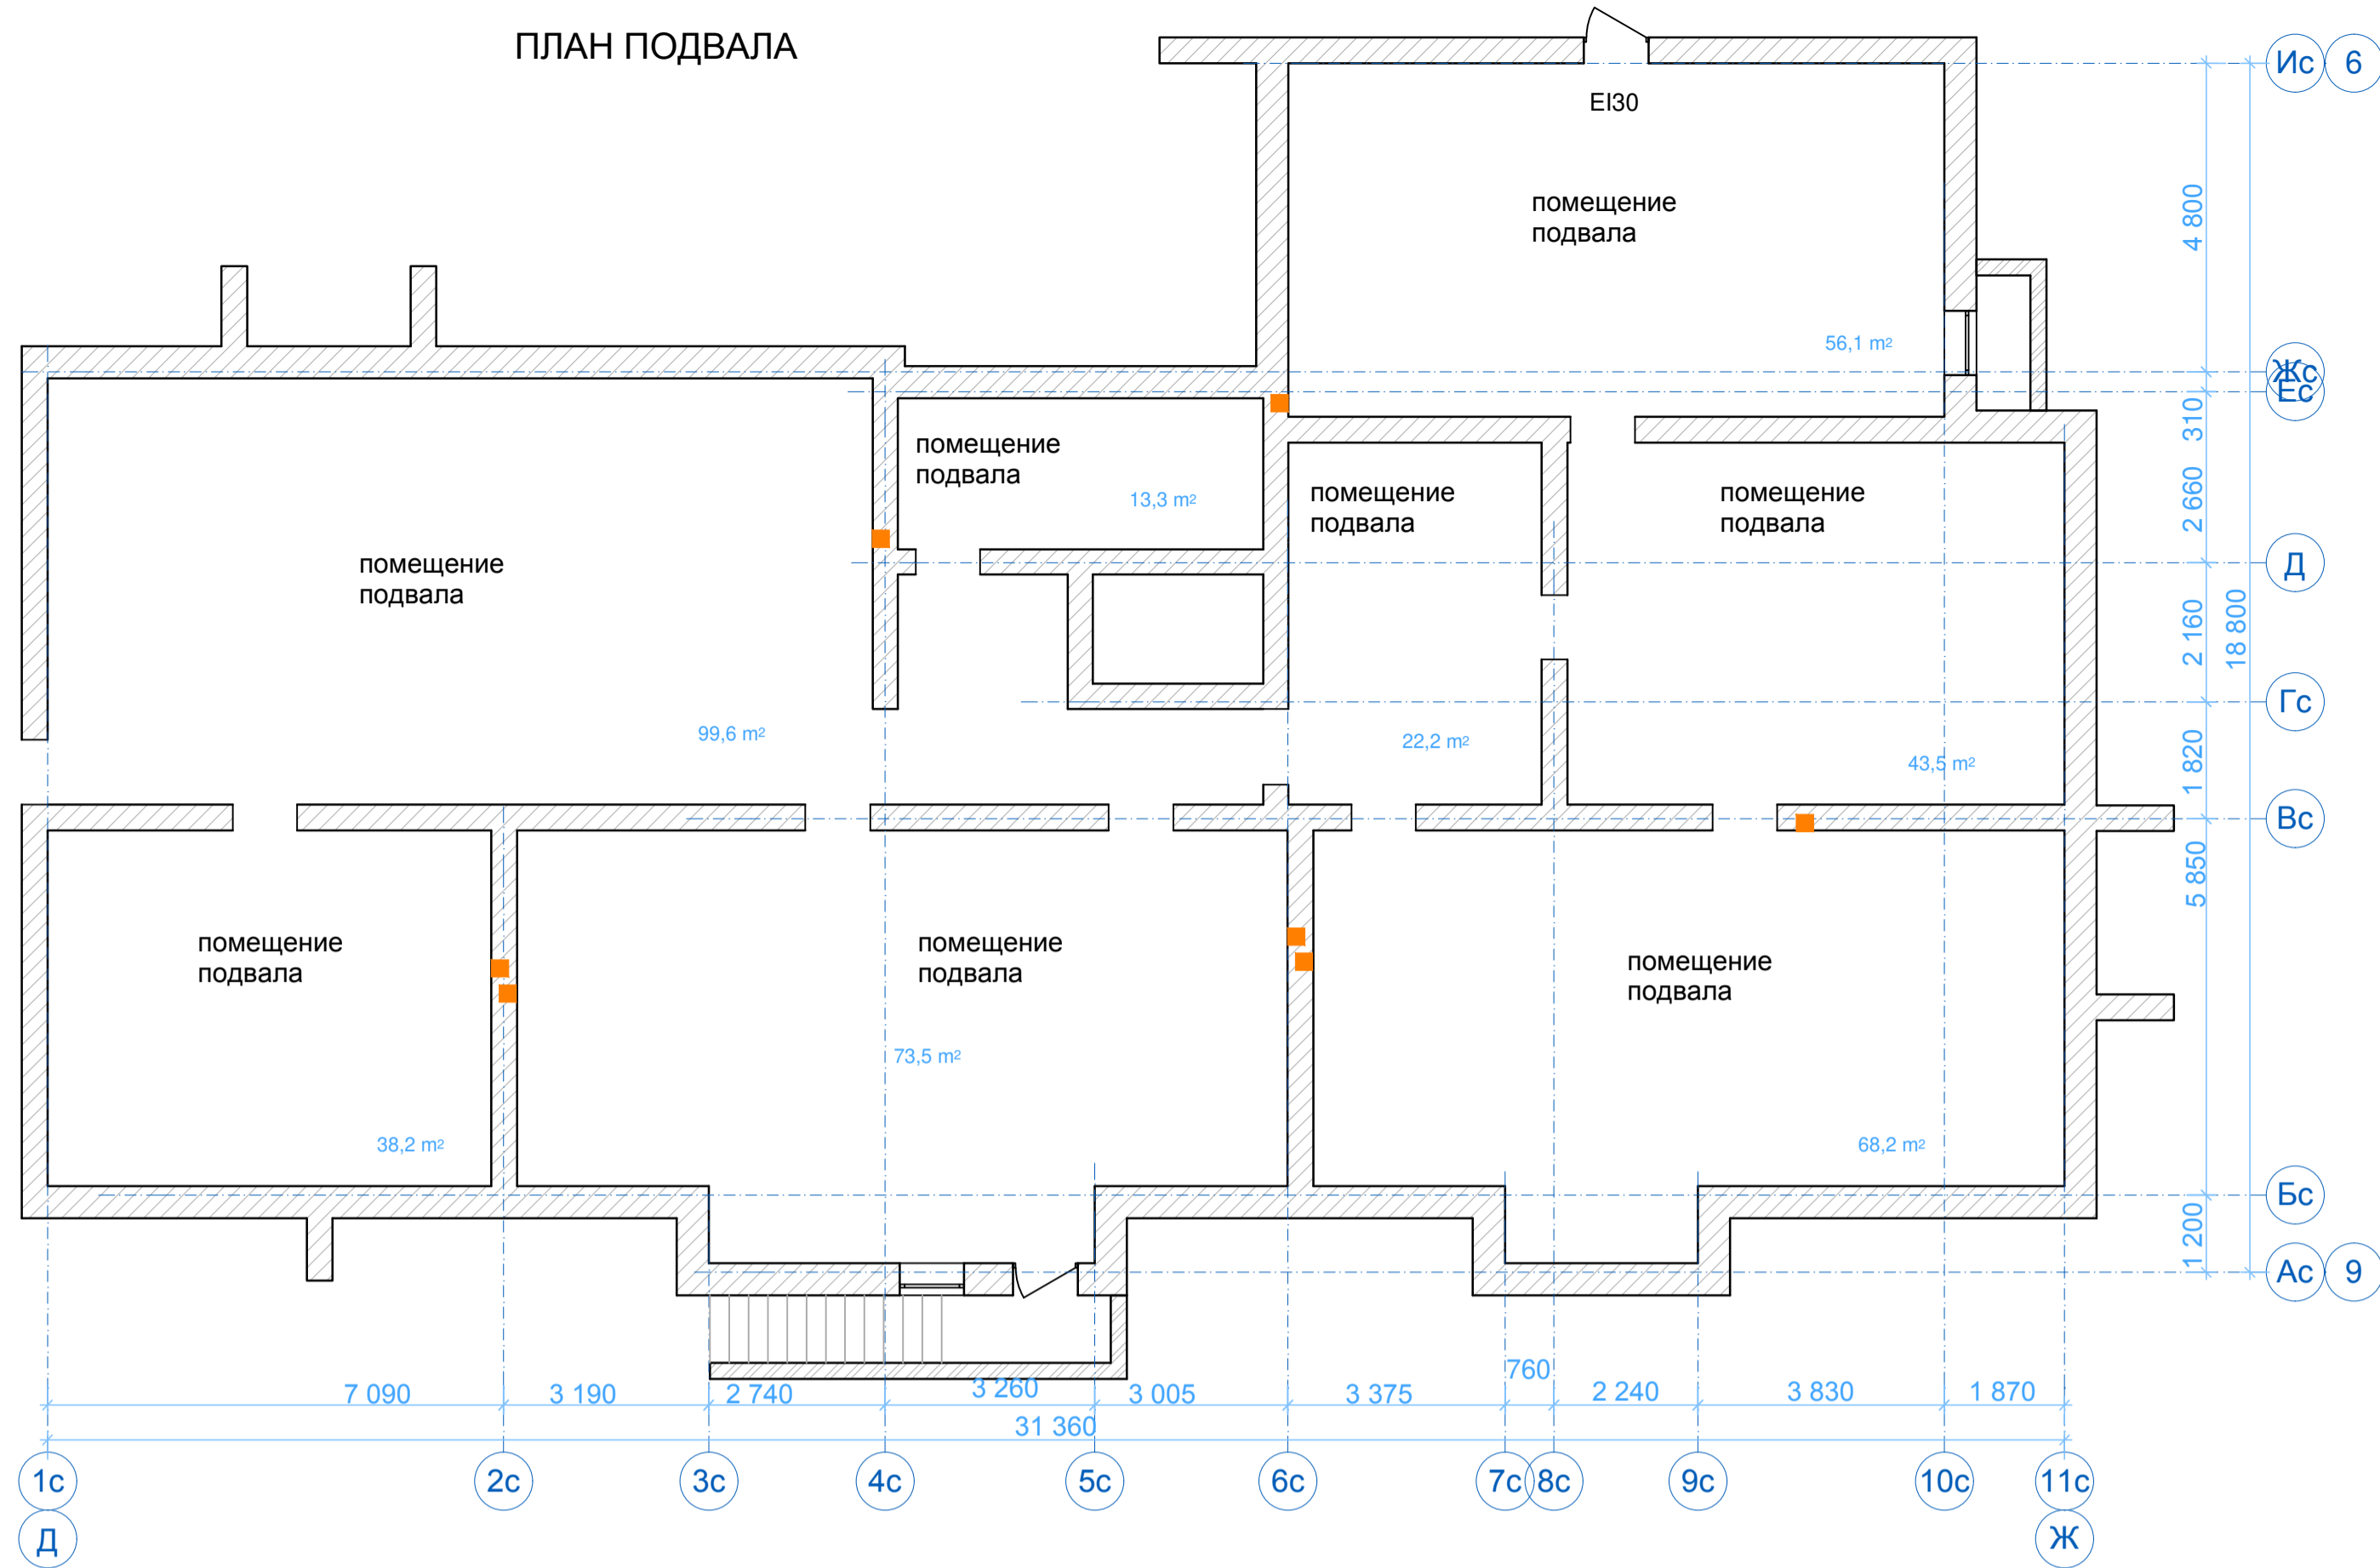 ПЛАН ПОДВАЛА
Ис 6
EI30
помещение
подвала
4 800
56,1 m²
Жс
Ес
310
помещение
подвала
13,3 m²
помещение
подвала
помещение
подвала
2 660
помещение
подвала
Д
2 160
18 800
Гс
99,6 m²
22,2 m²
43,5 m²
1 820
Вс
5 850
помещение
подвала
помещение
подвала
помещение
подвала
73,5 m²
38,2 m²
68,2 m²
Бс
1 200
Ас 9
7 090 3 190 2 740 3 260 3 005 3 375 760 2 240 3 830 1 870
31 360
1с 2с 3с 4с 5с 6с 7с 8с 9с 10с 11с
Д Ж